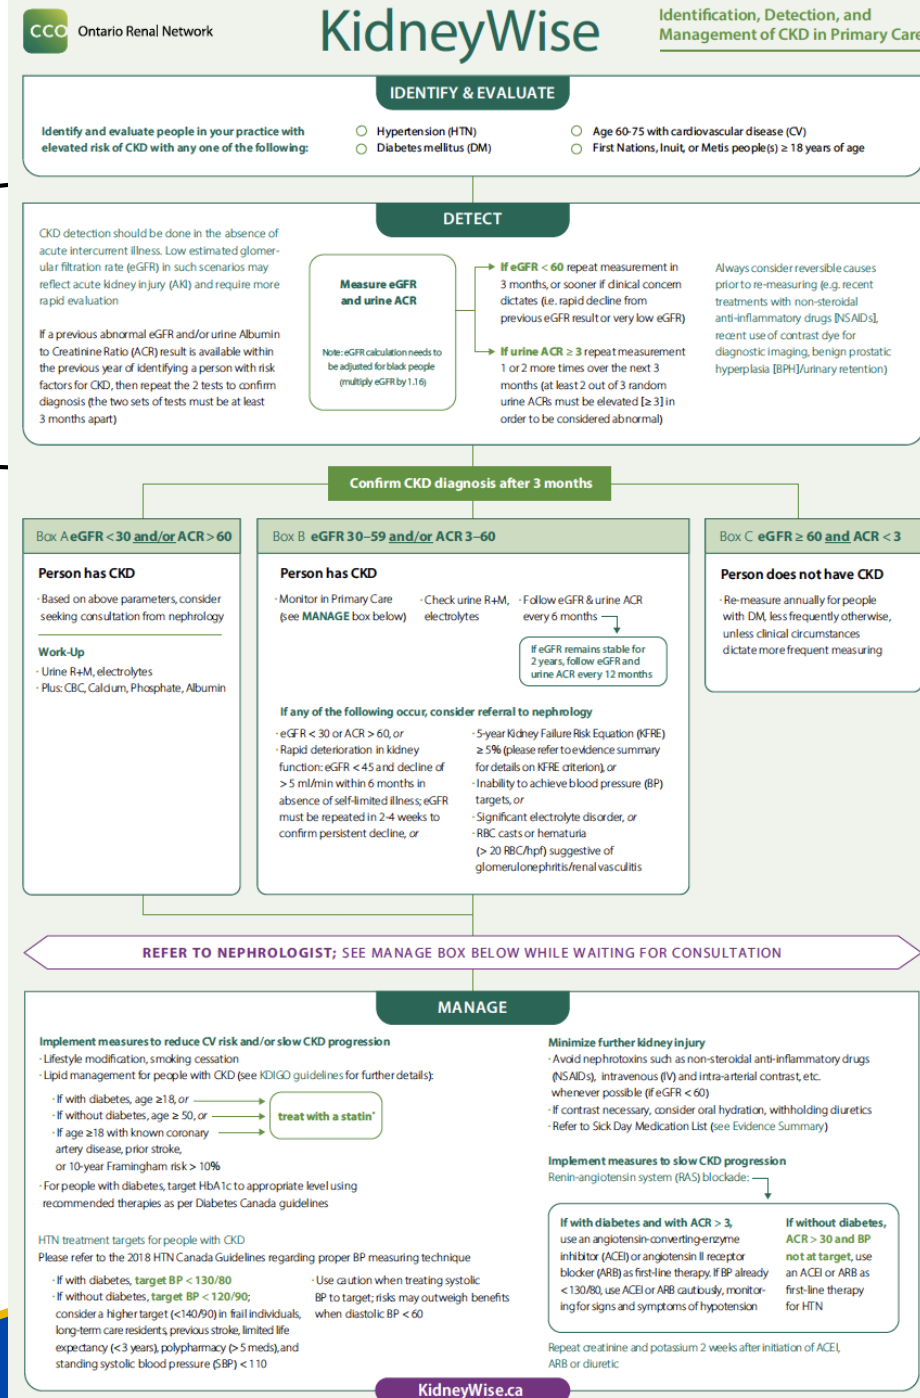 CCO Ontario Renal Network
KidneyWise
Identification, Detection, and
Management of CKD in Primary Care
IDENTIFY & EVALUATE
Identify and evaluate people in your practice with
elevated risk of CKD with any one of the following:
Hypertension (HTN)
Diabetes mellitus (DM)
Age 60-75 with cardiovascular disease (CV)
First Nations, Inuit, or Metis people(s) ≥ 18 years of age
DETECT
CKD detection should be done in the absence of
acute intercurrent illness. Low estimated glomer-
ular filtration rate (eGFR) in such scenarios may
reflect acute kidney injury (AKI) and require more
rapid evaluation
If a previous abnormal eGFR and/or urine Albumin
to Creatinine Ratio (ACR) result is available within
the previous year of identifying a person with risk
factors for CKD, then repeat the 2 tests to confirm
diagnosis (the two sets of tests must be at least
3 months apart)
Measure eGFR
and urine ACR
Note: eGFR calculation needs to
be adjusted for black people
(multiply eGFR by 1.16)
If eGFR < 60 repeat measurement in
3 months, or sooner if clinical concern
dictates (i.e. rapid decline from
previous eGFR result or very low eGFR)
If urine ACR ≥ 3 repeat measurement
1 or 2 more times over the next 3
months (at least 2 out of 3 random
urine ACRs must be elevated [≥ 3] in
order to be considered abnormal)
Always consider reversible causes
prior to re-measuring (e.g. recent
treatments with non-steroidal
anti-inflammatory drugs [NSAIDs],
recent use of contrast dye for
diagnostic imaging, benign prostatic
hyperplasia [BPH]/urinary retention)
Confirm CKD diagnosis after 3 months
Box A eGFR < 30 and/or ACR > 60
Person has CKD
· Based on above parameters, consider
seeking consultation from nephrology
Work-Up
· Urine R+M, electrolytes
· Plus: CBC, Calcium, Phosphate, Albumin
Box B eGFR 30–59 and/or ACR 3–60
Person has CKD
· Monitor in Primary Care
(see MANAGE box below)
· Check urine R+M,
electrolytes
· Follow eGFR & urine ACR
every 6 months
If eGFR remains stable for
2 years, follow eGFR and
urine ACR every 12 months
If any of the following occur, consider referral to nephrology
· eGFR < 30 or ACR > 60, or
· Rapid deterioration in kidney
function: eGFR < 45 and decline of
> 5 ml/min within 6 months in
absence of self-limited illness; eGFR
must be repeated in 2-4 weeks to
confirm persistent decline, or
· 5-year Kidney Failure Risk Equation (KFRE)
≥ 5% (please refer to evidence summary
for details on KFRE criterion), or
· Inability to achieve blood pressure (BP)
targets, or
· Significant electrolyte disorder, or
· RBC casts or hematuria
(> 20 RBC/hpf) suggestive of
glomerulonephritis/renal vasculitis
Box C eGFR ≥ 60 and ACR < 3
Person does not have CKD
· Re-measure annually for people
with DM, less frequently otherwise,
unless clinical circumstances
dictate more frequent measuring
REFER TO NEPHROLOGIST; SEE MANAGE BOX BELOW WHILE WAITING FOR CONSULTATION
MANAGE
Implement measures to reduce CV risk and/or slow CKD progression
· Lifestyle modification, smoking cessation
· Lipid management for people with CKD (see KDIGO guidelines for further details):
· If with diabetes, age ≥18, or
· If without diabetes, age ≥ 50, or
· If age ≥18 with known coronary
artery disease, prior stroke,
or 10-year Framingham risk > 10%
treat with a statin*
· For people with diabetes, target HbA1c to appropriate level using
recommended therapies as per Diabetes Canada guidelines
HTN treatment targets for people with CKD
Please refer to the 2018 HTN Canada Guidelines regarding proper BP measuring technique
· If with diabetes, target BP < 130/80
· If without diabetes, target BP < 120/90;
consider a higher target (<140/90) in frail individuals,
long-term care residents, previous stroke, limited life
expectancy (< 3 years), polypharmacy (> 5 meds), and
standing systolic blood pressure (SBP) < 110
· Use caution when treating systolic
BP to target; risks may outweigh benefits
when diastolic BP < 60
Minimize further kidney injury
· Avoid nephrotoxins such as non-steroidal anti-inflammatory drugs
(NSAIDs), intravenous (IV) and intra-arterial contrast, etc.
whenever possible (if eGFR < 60)
· If contrast necessary, consider oral hydration, withholding diuretics
· Refer to Sick Day Medication List (see Evidence Summary)
Implement measures to slow CKD progression
Renin-angiotensin system (RAS) blockade:
If with diabetes and with ACR > 3,
use an angiotensin-converting-enzyme
inhibitor (ACEI) or angiotensin II receptor
blocker (ARB) as first-line therapy. If BP already
< 130/80, use ACEI or ARB cautiously, monitor-
ing for signs and symptoms of hypotension
If without diabetes,
ACR > 30 and BP
not at target, use
an ACEI or ARB as
first-line therapy
for HTN
Repeat creatinine and potassium 2 weeks after initiation of ACEI,
ARB or diuretic
KidneyWise.ca